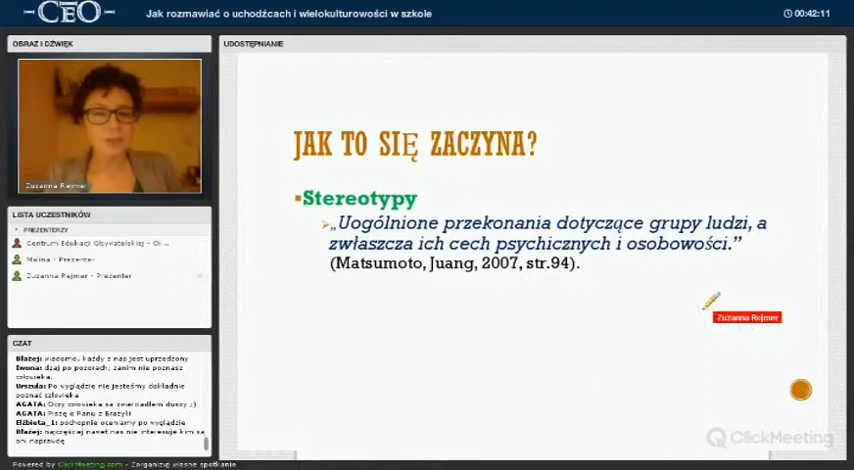 CEO
Jak rozmawiać o uchodźcach i wielokulturowości w szkole
00:42:11
OBRAZ I DŹWIĘK
UDOSTĘPNIANIE
Zuzanna Rejmer
LISTA UCZESTNIKÓW
PREZENTERZY
Centrum Edukacji Obywatelskiej - Or...
Malina - Prezenter
Zuzanna Rejmer - Prezenter
JAK TO SIĘ ZACZYNA?
Stereotypy
„Uogólnione przekonania dotyczące grupy ludzi, a
zwłaszcza ich cech psychicznych i osobowości.”
(Matsumoto, Juang, 2007, str.94).
Zuzanna Rejmer
CZAT
Błażej: wiadomo, każdy z nas jest uprzedzony
Iwona: dzaj po pozorach, zanim nie poznasz
człowieka.
Urszula: Po wyglądzie nie jesteśmy dokładnie
poznać człowieka
AGATA: Oczy człowieka sa zwierciadłem duszy ;)
AGATA: Piszę o Panu z Brazylii
Elżbieta_1: pochopnie oceniamy po wyglądzie
Błażej: najczęściej nawet nas nie interesuje kim są
oni naprawdę
ClickMeeting
Powered by ClickMeeting.com - Zorganizuj własne spotkanie